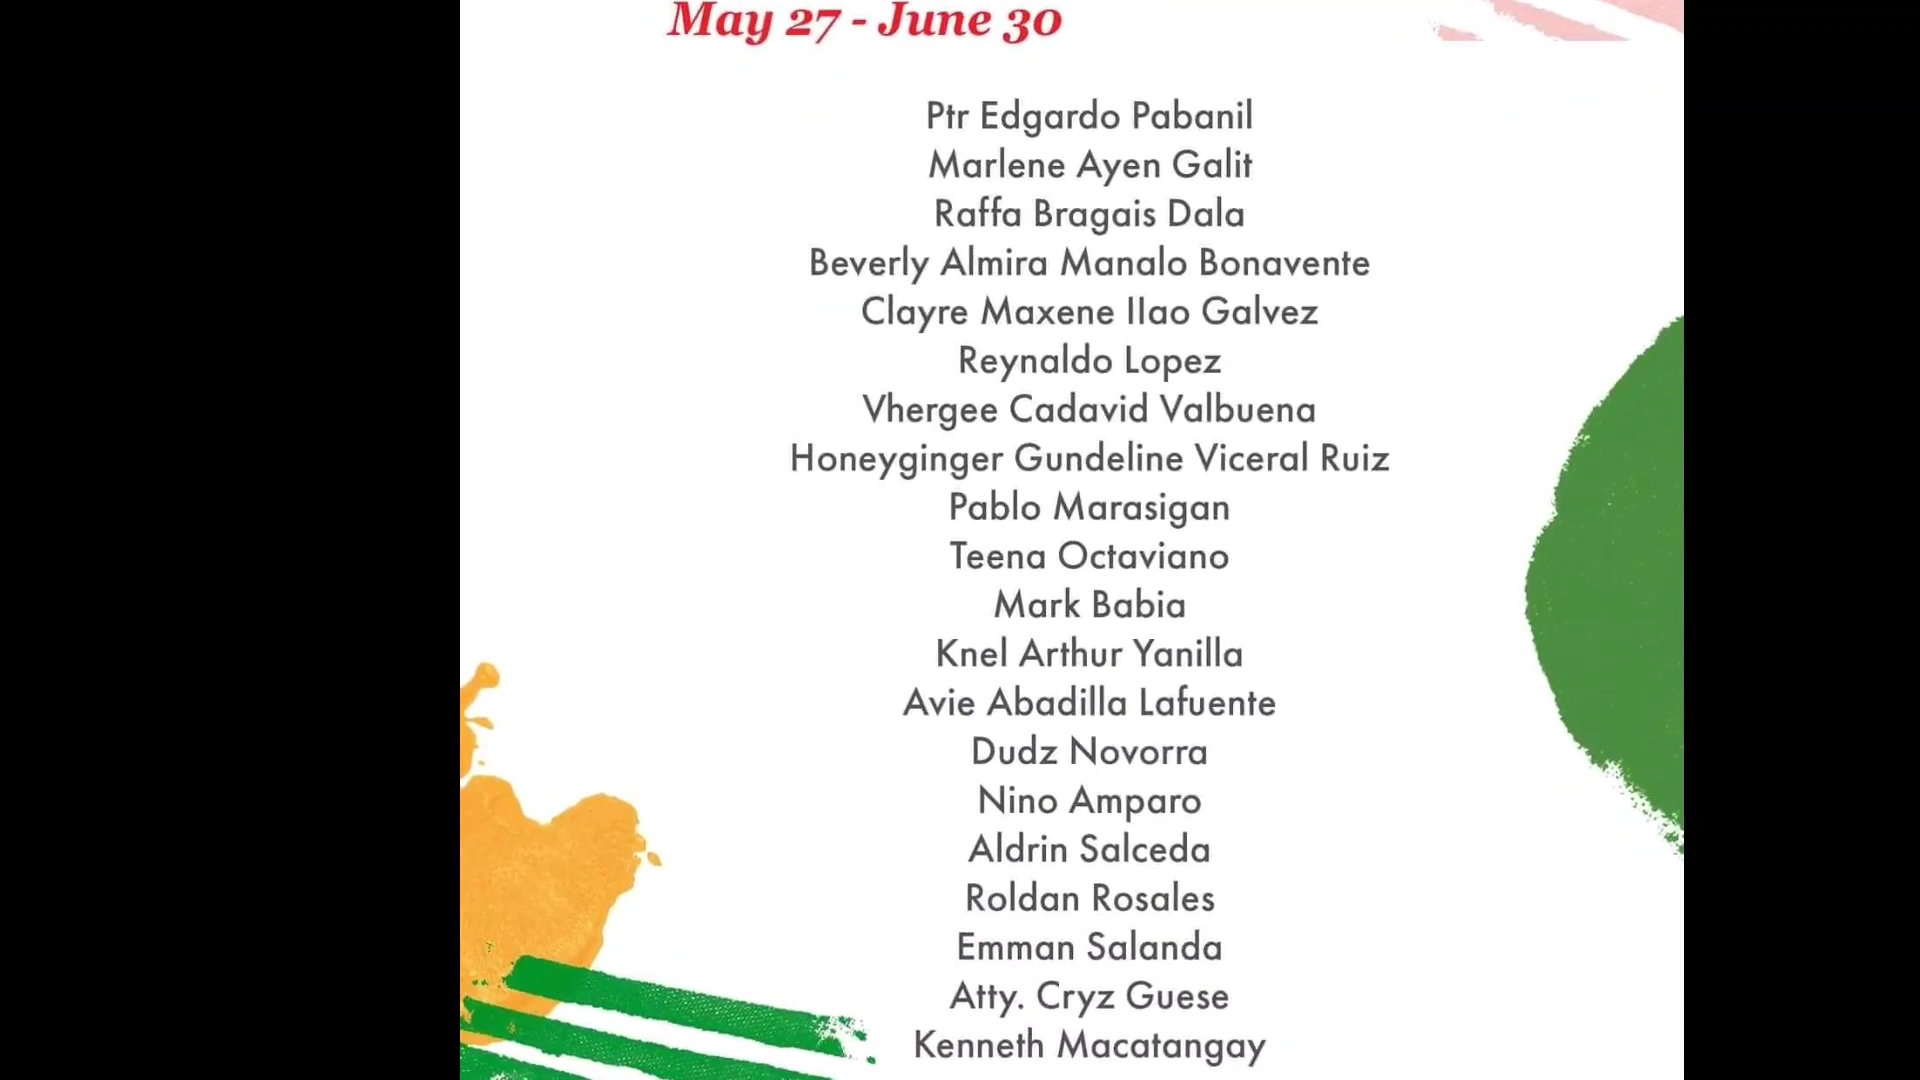 May 27 - June 30
Ptr Edgardo Pabanil
Marlene Ayen Galit
Raffa Bragais Dala
Beverly Almira Manalo Bonavente
Clayre Maxene Ilao Galvez
Reynaldo Lopez
Vhergee Cadavid Valbuena
Honeyginger Gundeline Viceral Ruiz
Pablo Marasigan
Teena Octaviano
Mark Babia
Knel Arthur Yanilla
Avie Abadilla Lafuente
Dudz Novorra
Nino Amparo
Aldrin Salceda
Roldan Rosales
Emman Salanda
Atty. Cryz Guese
Kenneth Macatangay